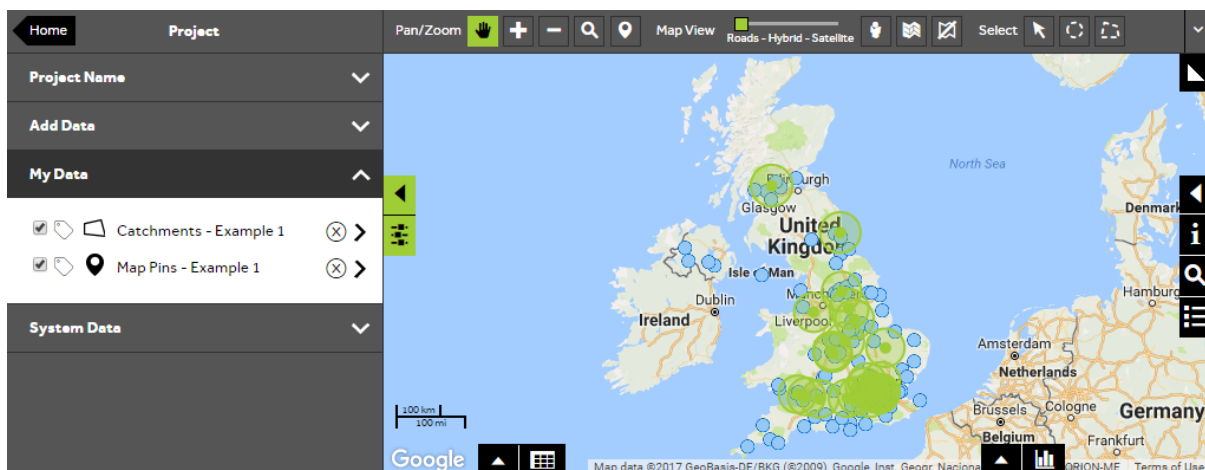 Home
Project
Pan/Zoom
Map View
Roads - Hybrid - Satellite
Select
Project Name
Add Data
My Data
Catchments - Example 1
Map Pins - Example 1
System Data
North Sea
Glasgow
United
Kingdom
Isle of Man
Denmark
Hamburg
Dublin
Ireland
Liverpool
Amsterdam
Netherlands
Brussels
Cologne
Germany
Belgium
Frankfurt
100 km
100 mi
Google
Map data ©2017 GeoBasis-DE/BKG (©2009), Google, Inst. Geogr. Naciona
ORION-ME
Terms of Use